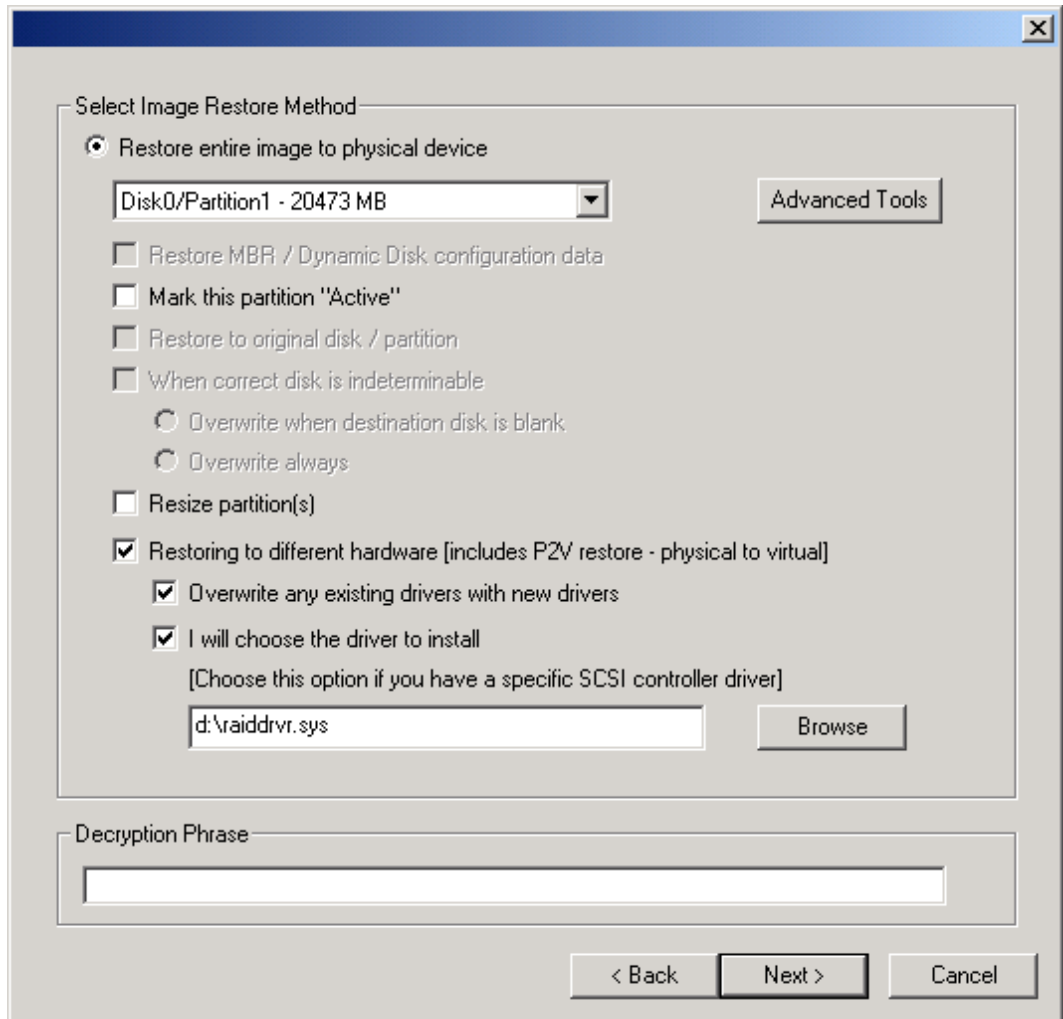 Select Image Restore Method
Restore entire image to physical device
Disk0/Partition1 - 20473 MB
Advanced Tools
Restore MBR / Dynamic Disk configuration data
Mark this partition "Active"
Restore to original disk / partition
When correct disk is indeterminable
Overwrite when destination disk is blank
Overwrite always
Resize partition(s)
Restoring to different hardware [includes P2V restore - physical to virtual]
Overwrite any existing drivers with new drivers
I will choose the driver to install
[Choose this option if you have a specific SCSI controller driver]
d:\raiddrvr.sys
Browse
Decryption Phrase
< Back
Next >
Cancel